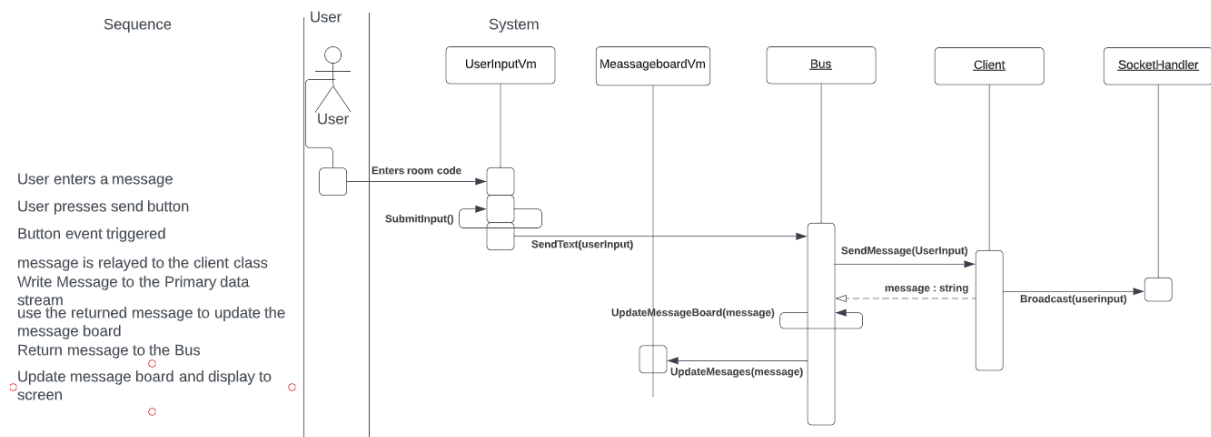 Sequence
User
System
UserInputVm
MeassageboardVm
Bus
Client
SocketHandler
User
User enters a message
Enters room code
User presses send button
SubmitInput()
Button event triggered
SendText(userInput)
SendMessage(UserInput)
message is relayed to the client class
Write Message to the Primary data
stream
message : string
Broadcast(userinput)
use the returned message to update the
message board
UpdateMessageBoard(message)
Return message to the Bus
UpdateMesages(message)
Update message board and display to
screen